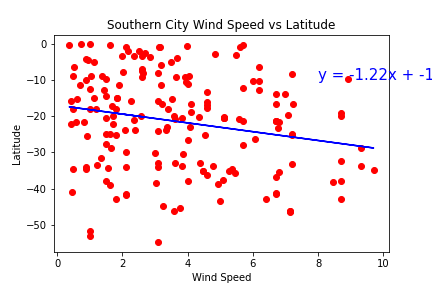 Southern City Wind Speed vs Latitude
0
−10
−20
−30
−40
−50
Latitude
y = -1.22x + -1
0 2 4 6 8 10
Wind Speed